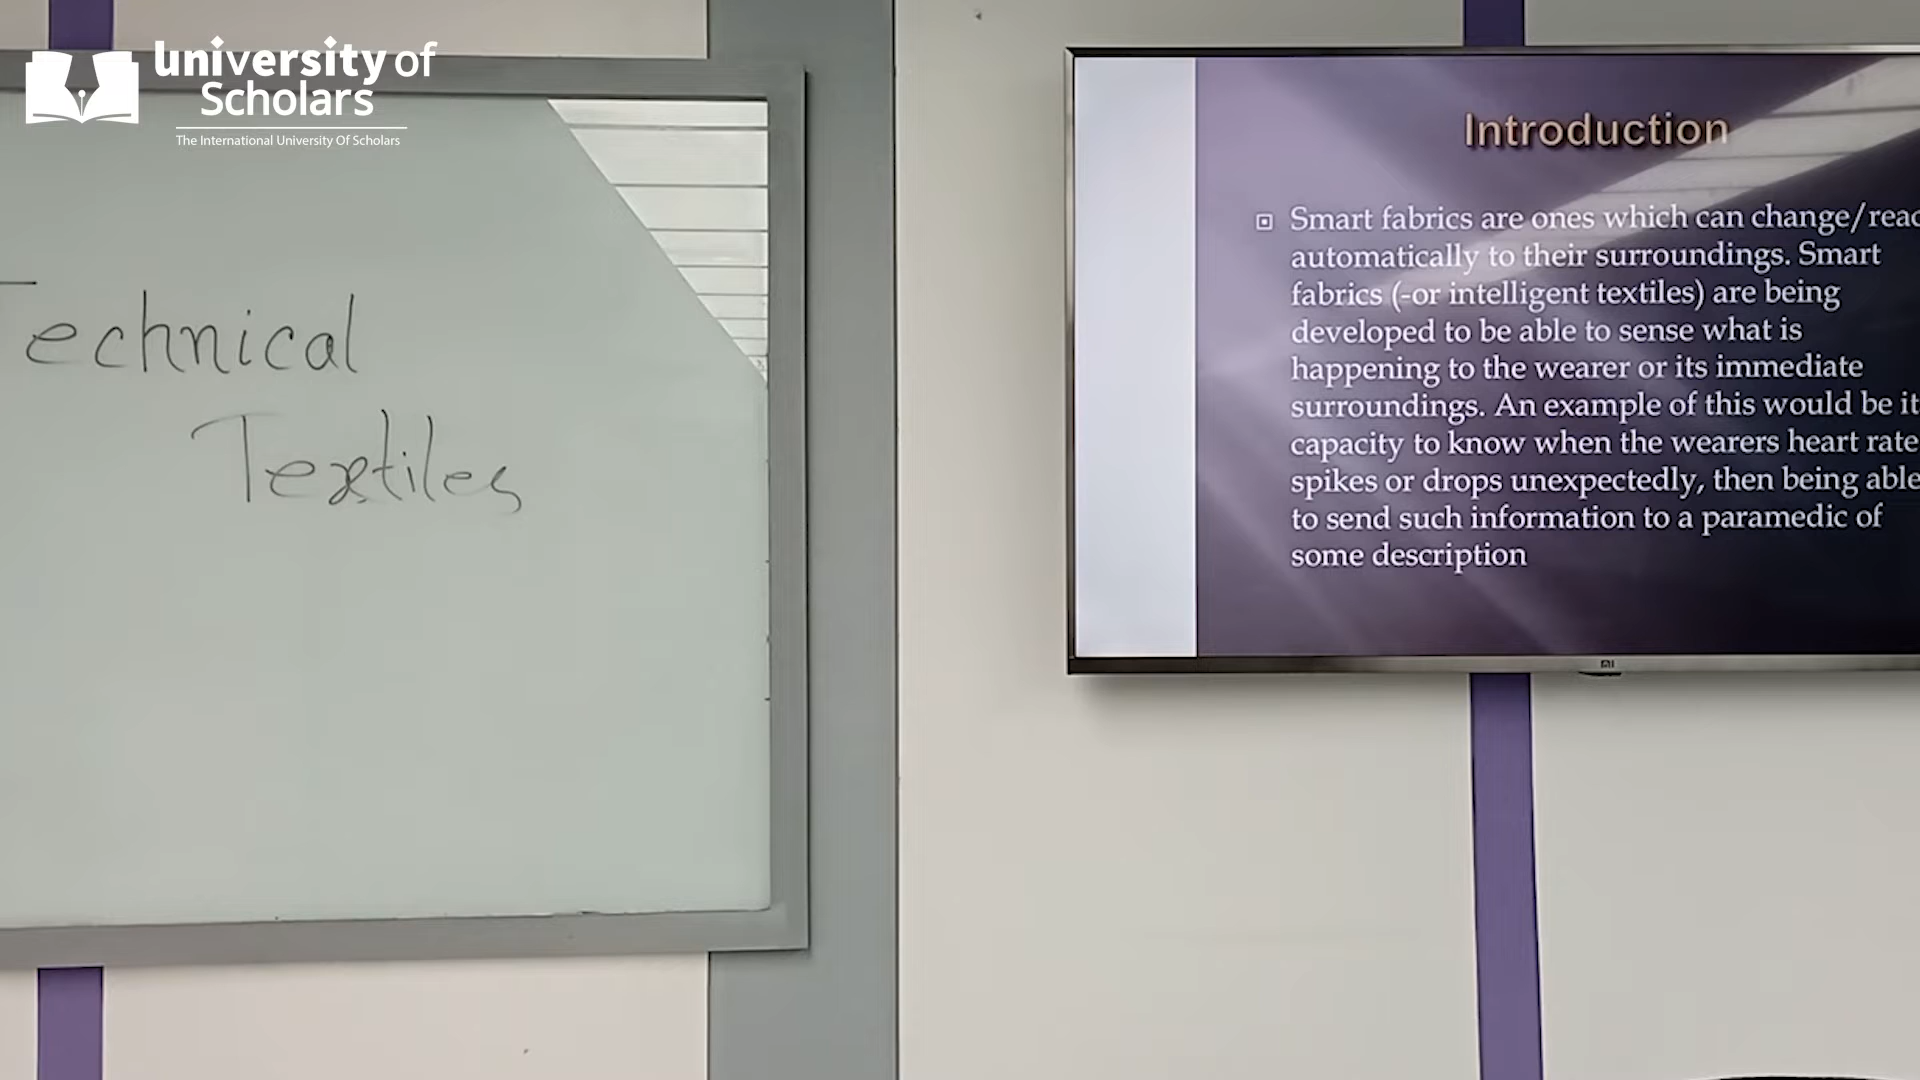 University of
Scholars
The International University Of Scholars
Technical
Textiles
Introduction
Smart fabrics are ones which can change/reac
automatically to their surroundings. Smart
fabrics (-or intelligent textiles) are being
developed to be able to sense what is
happening to the wearer or its immediate
surroundings. An example of this would be it
capacity to know when the wearers heart rate
spikes or drops unexpectedly, then being able
to send such information to a paramedic of
some description
mi